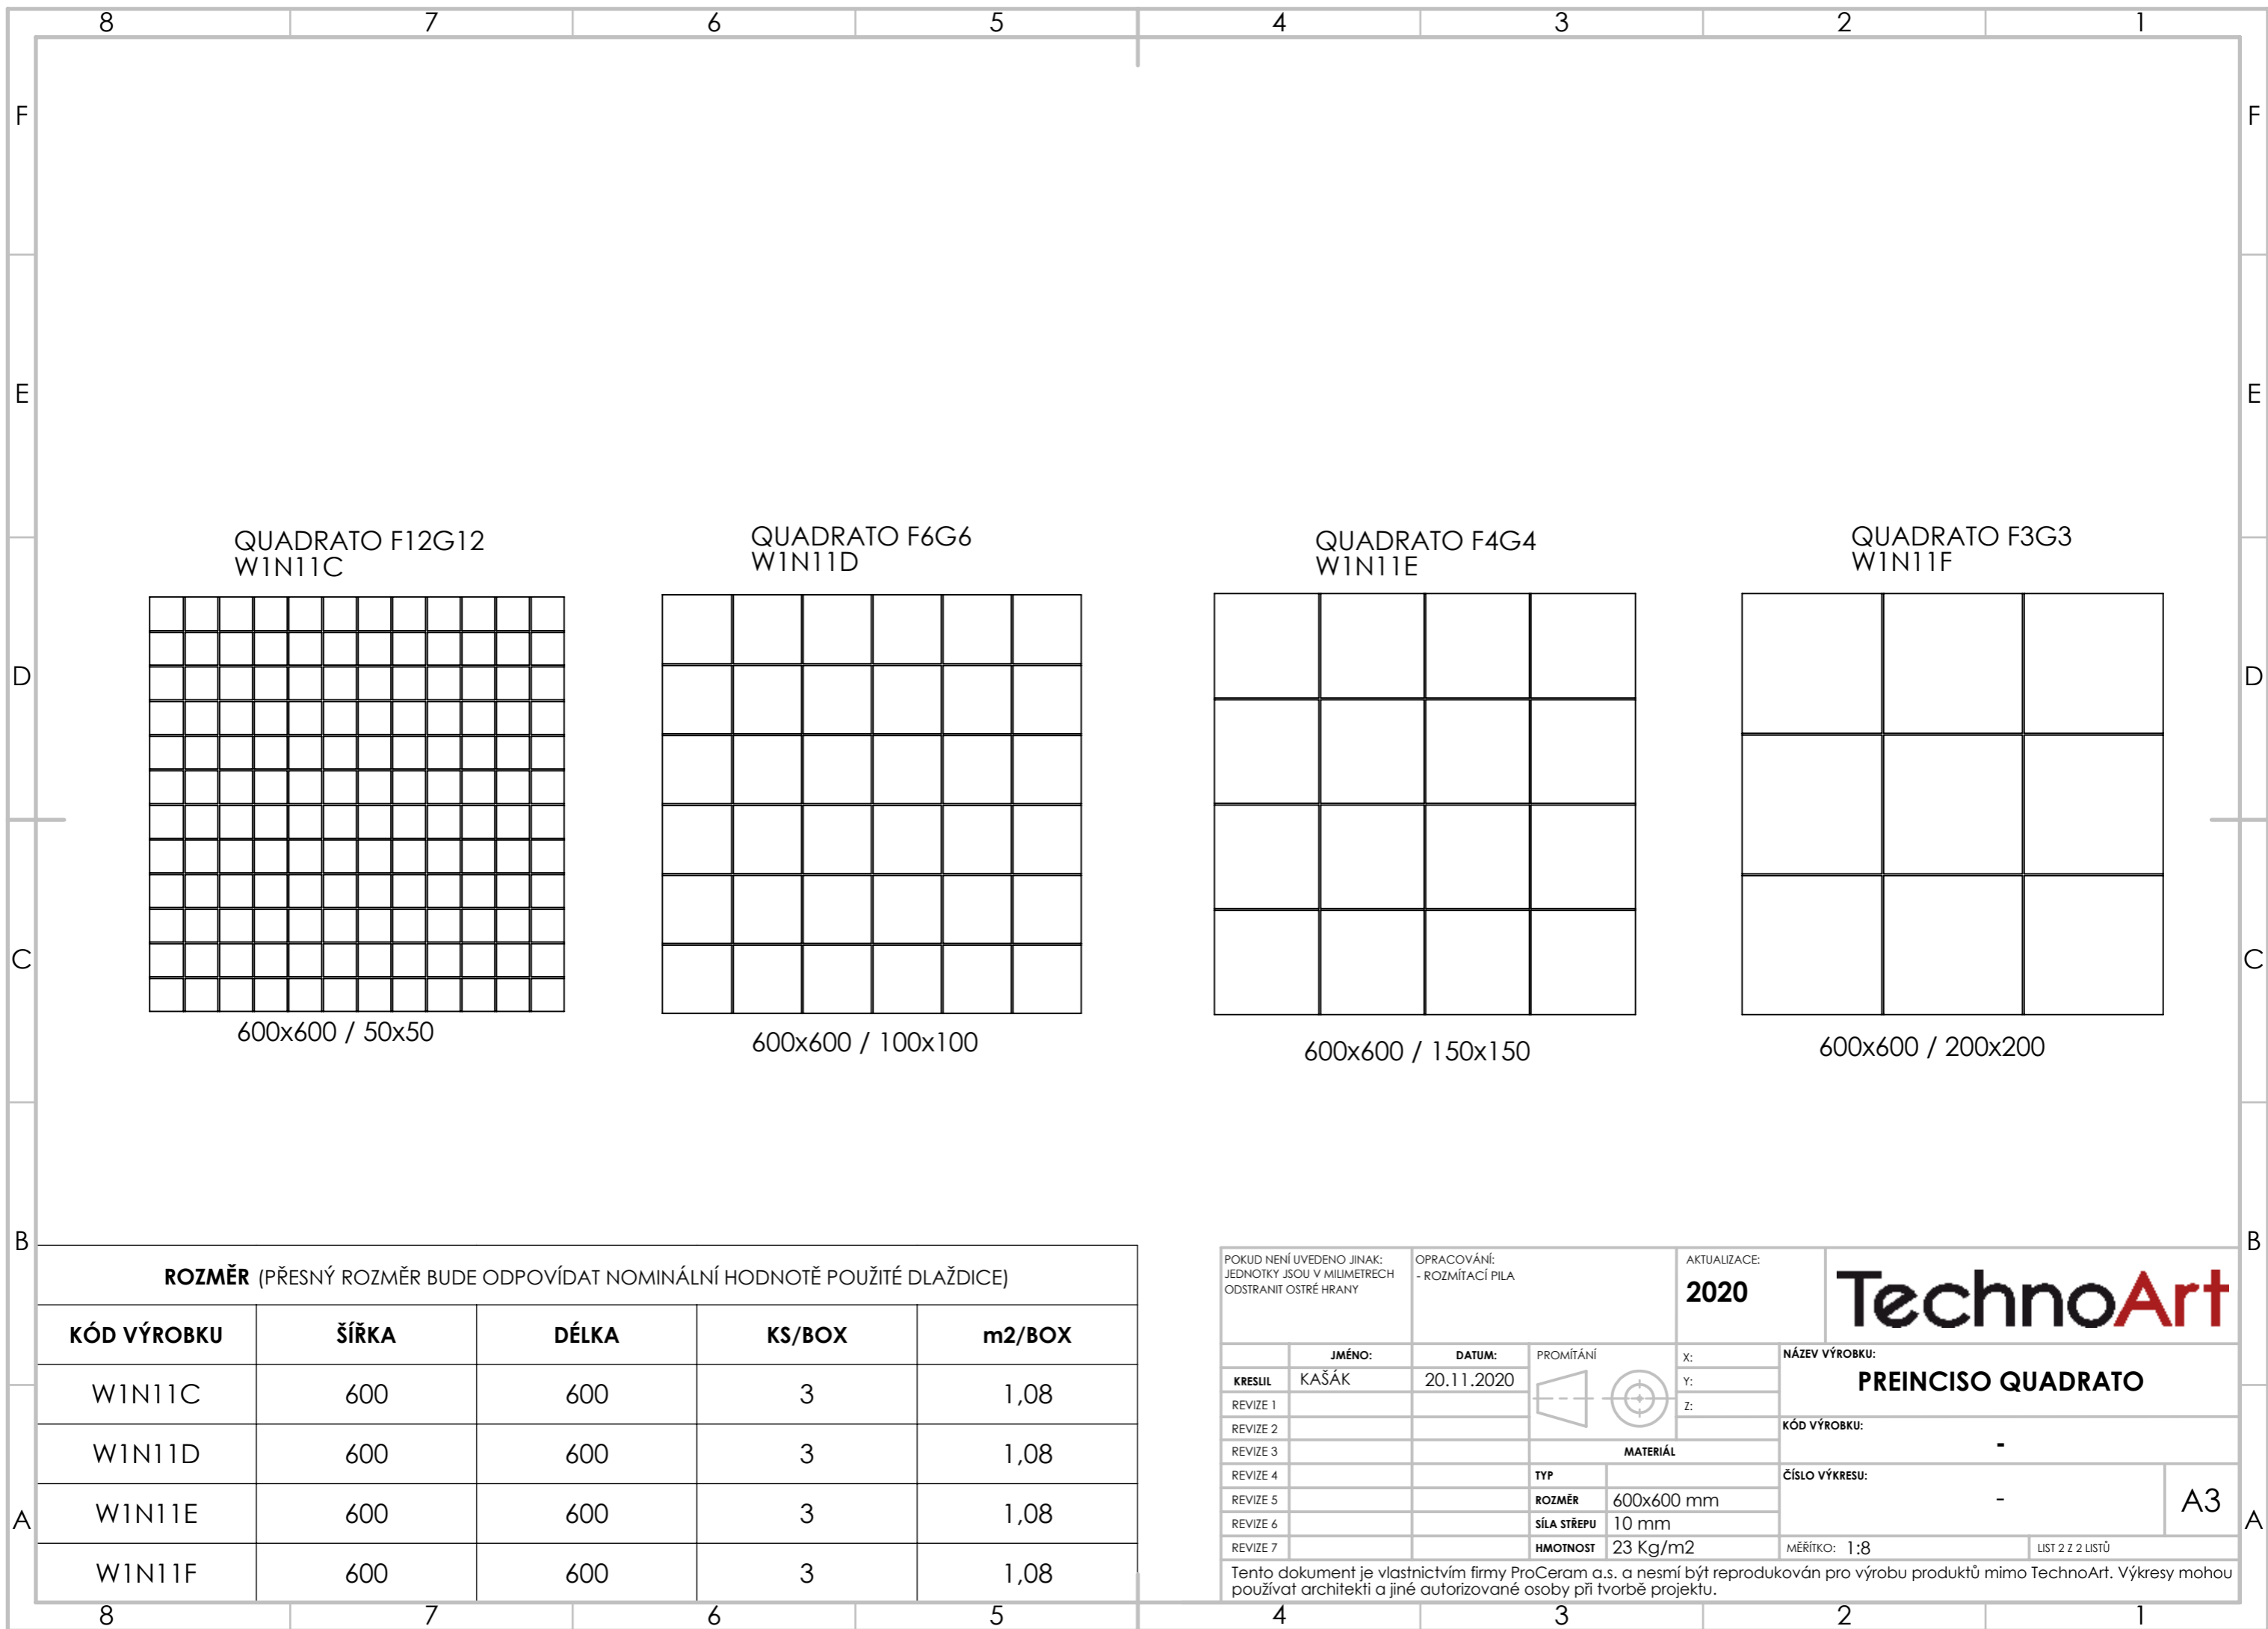 8 7 6 5 4 3 2 1
F F
E E
D D
C C
B B
A A
QUADRATO F12G12
W1N11C
600x600 / 50x50
QUADRATO F6G6
W1N11D
600x600 / 100x100
QUADRATO F4G4
W1N11E
600x600 / 150x150
QUADRATO F3G3
W1N11F
600x600 / 200x200
ROZMĚR (PŘESNÝ ROZMĚR BUDE ODPOVÍDAT NOMINÁLNÍ HODNOTĚ POUŽITÉ DLAŽDICE)
KÓD VÝROBKU ŠÍŘKA DÉLKA KS/BOX m2/BOX
W1N11C 600 600 3 1,08
W1N11D 600 600 3 1,08
W1N11E 600 600 3 1,08
W1N11F 600 600 3 1,08
POKUD NENÍ UVEDENO JINAK:
JEDNOTKY JSOU V MILIMETRECH
ODSTRANIT OSTRÉ HRANY
OPRACOVÁNÍ:
- ROZMÍTACÍ PILA
AKTUALIZACE:
2020
TechnoArt
JMÉNO: DATUM:
KRESLIL KAŠÁK 20.11.2020
REVIZE 1
REVIZE 2
REVIZE 3
REVIZE 4
REVIZE 5
REVIZE 6
REVIZE 7
PROMÍTÁNÍ
X:
Y:
Z:
MATERIÁL
TYP
ROZMĚR 600x600 mm
SÍLA STŘEPU 10 mm
HMOTNOST 23 Kg/m2
NÁZEV VÝROBKU:
PREINCISO QUADRATO
KÓD VÝROBKU:
-
ČÍSLO VÝKRESU:
-
A3
MĚŘÍTKO: 1:8
LIST 2 Z 2 LISTŮ
Tento dokument je vlastnictvím firmy ProCeram a.s. a nesmí být reprodukován pro výrobu produktů mimo TechnoArt. Výkresy mohou
používat architekti a jiné autorizované osoby při tvorbě projektu.
8 7 6 5 4 3 2 1